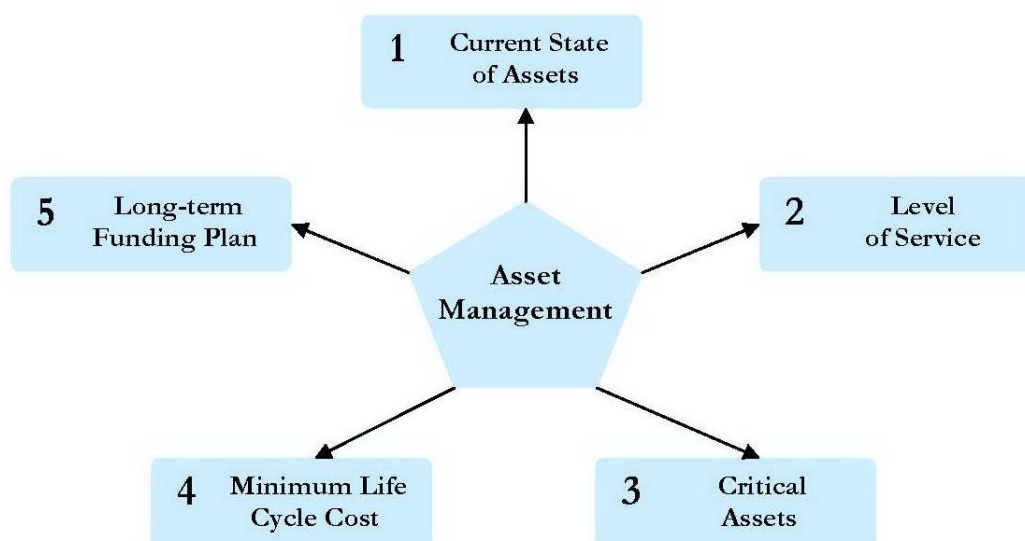 1 Current State
of Assets
5 Long-term
Funding Plan
2 Level
of Service
Asset
Management
4 Minimum Life
Cycle Cost
3 Critical
Assets